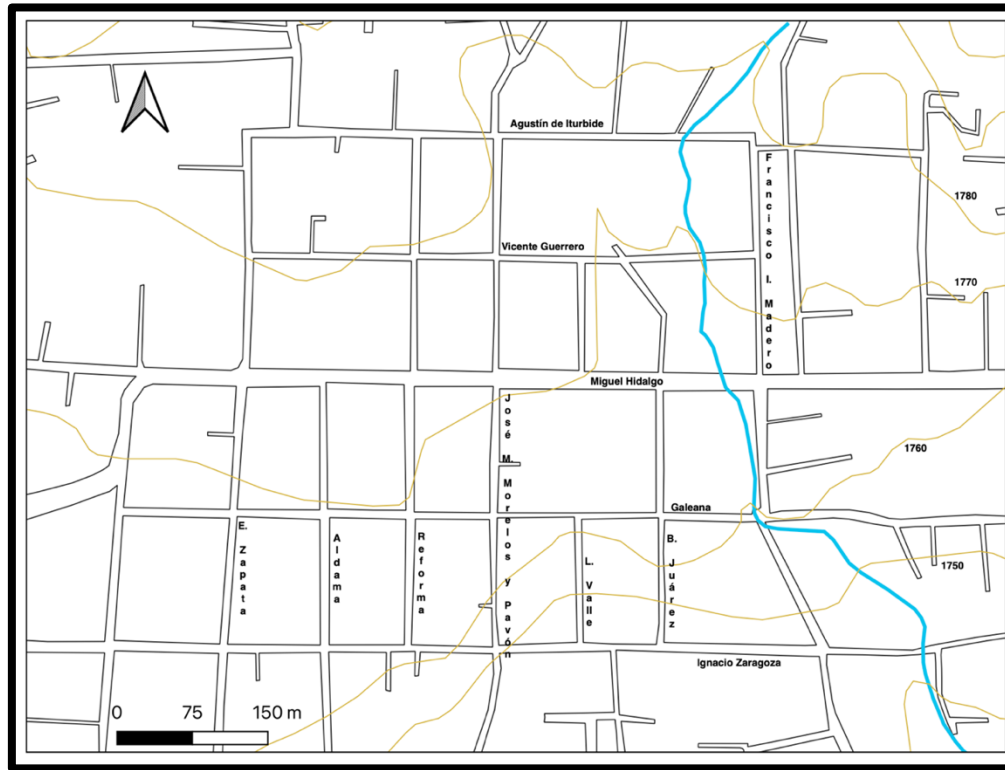 Agustín de Iturbide
Francisco I. Madero
1780
Vicente Guerrero
1770
Miguel Hidalgo
José M. Morelos y Pavón
1760
Galeana
E. Zapata
Aldama
Reforma
L. Valle
B. Juárez
1750
Ignacio Zaragoza
0 75 150 m